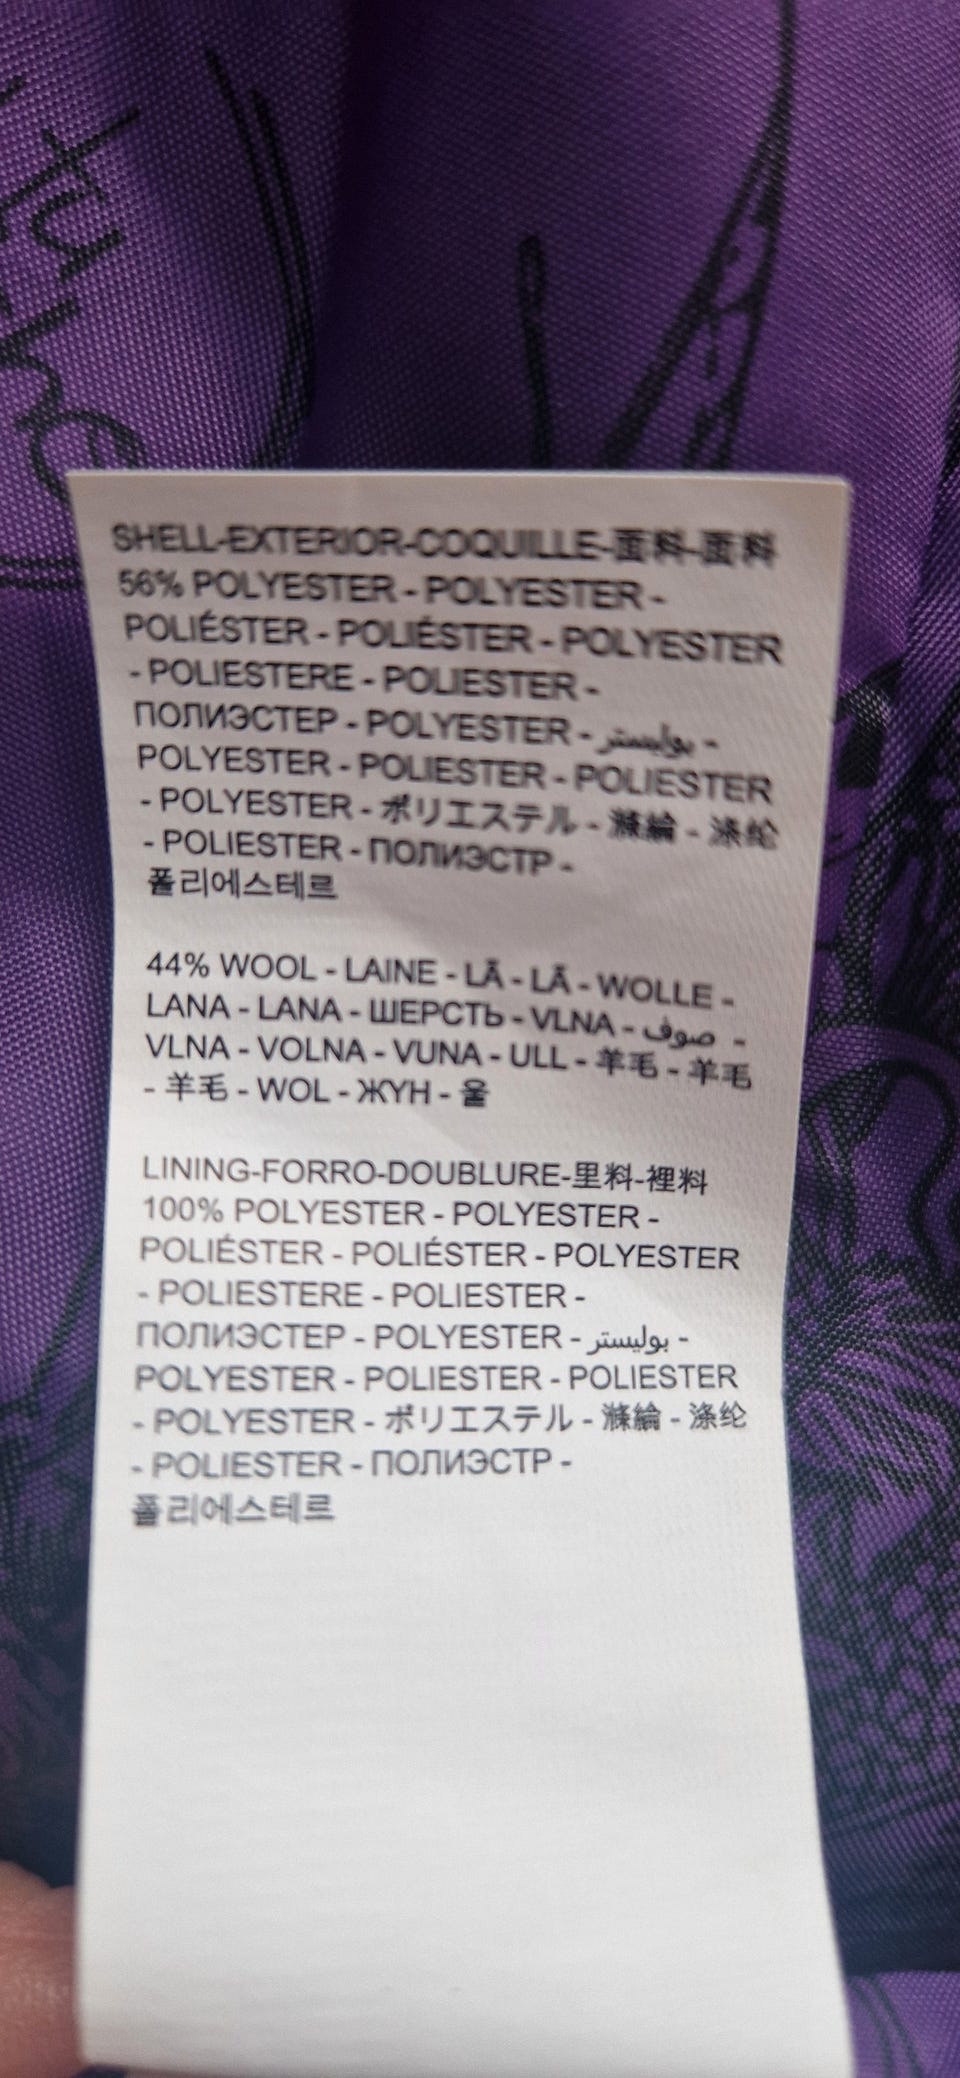 SHELL-EXTERIOR-COQUILLE-面料-面料
56% POLYESTER - POLYESTER -
POLIÉSTER - POLIÉSTER - POLYESTER
- POLIESTERE - POLIESTER -
ПОЛИЭСТЕР - POLYESTER - بوليستر -
POLYESTER - POLIESTER - POLIESTER
- POLYESTER - ポリエステル - 滌綸 - 涤纶
- POLIESTER - ПОЛИЭСТР -
폴리에스테르
44% WOOL - LAINE - LÃ - LÃ - WOLLE -
LANA - LANA - ШЕРСТЬ - VLNA - صوف -
VLNA - VOLNA - VUNA - ULL - 羊毛 - 羊毛
- 羊毛 - WOL - ЖҮН - 울
LINING-FORRO-DOUBLURE-里料-裡料
100% POLYESTER - POLYESTER -
POLIÉSTER - POLIÉSTER - POLYESTER
- POLIESTERE - POLIESTER -
ПОЛИЭСТЕР - POLYESTER - بوليستر -
POLYESTER - POLIESTER - POLIESTER
- POLYESTER - ポリエステル - 滌綸 - 涤纶
- POLIESTER - ПОЛИЭСТР -
폴리에스테르